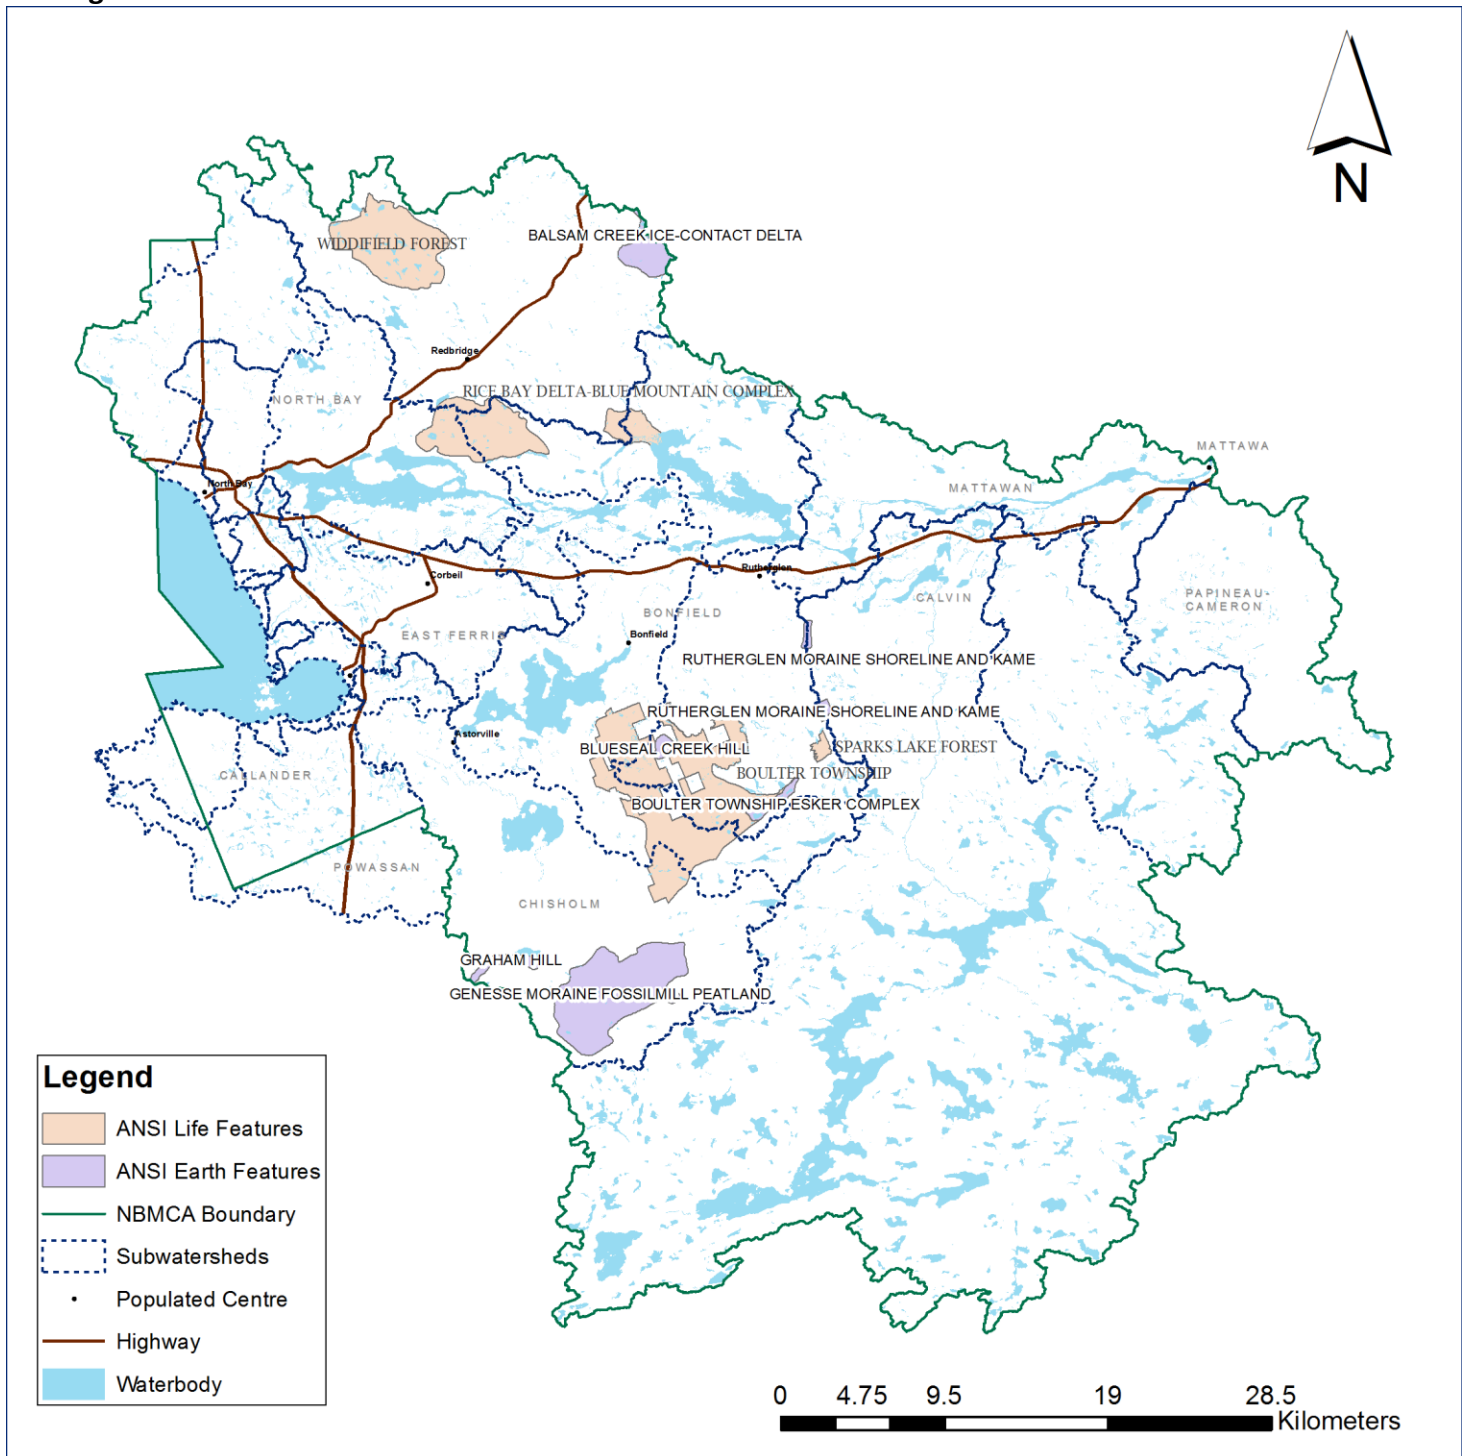 N
WIDDIFIELD FOREST
BALSAM CREEK ICE-CONTACT DELTA
Redbridge
RICE BAY DELTA-BLUE MOUNTAIN COMPLEX
NORTH BAY
MATTAWA
North Bay
MATTAWAN
Rutherglen
Corbeil
CALVIN
PAPINEAU-
CAMERON
BONFIELD
EAST FERRIS
Bonfield
RUTHERGLEN MORAINE SHORELINE AND KAME
RUTHERGLEN MORAINE SHORELINE AND KAME
Astorville
BLUESEAL CREEK HILL
SPARKS LAKE FOREST
CALLANDER
BOULTER TOWNSHIP
BOULTER TOWNSHIP ESKER COMPLEX
POWASSAN
CHISHOLM
GRAHAM HILL
GENESSE MORAINE FOSSILMILL PEATLAND
Legend
ANSI Life Features
ANSI Earth Features
NBMCA Boundary
Subwatersheds
Populated Centre
Highway
Waterbody
0 4.75 9.5 19 28.5
Kilometers